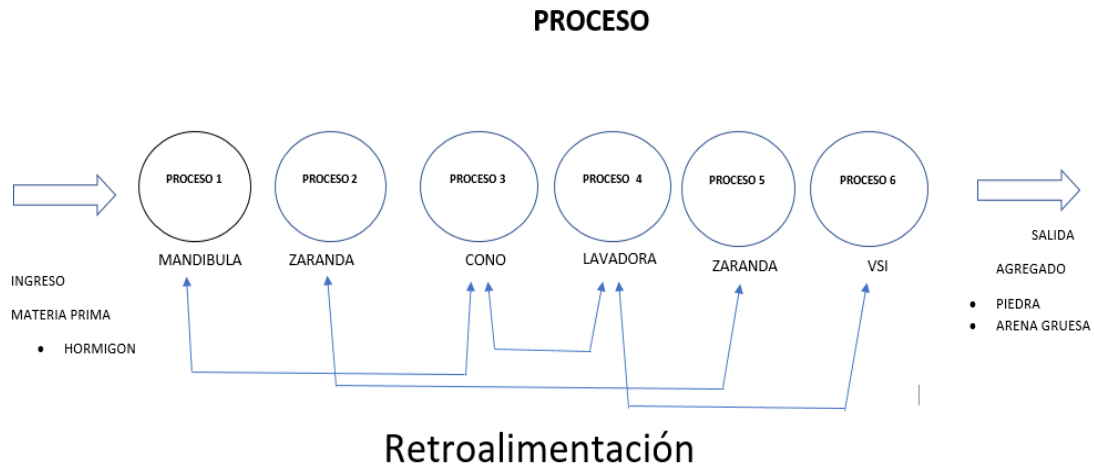 PROCESO
PROCESO 1
PROCESO 2
PROCESO 3
PROCESO 4
PROCESO 5
PROCESO 6
MANDIBULA
ZARANDA
CONO
LAVADORA
ZARANDA
VSI
INGRESO
MATERIA PRIMA
• HORMIGON
SALIDA
AGREGADO
• PIEDRA
• ARENA GRUESA
Retroalimentación